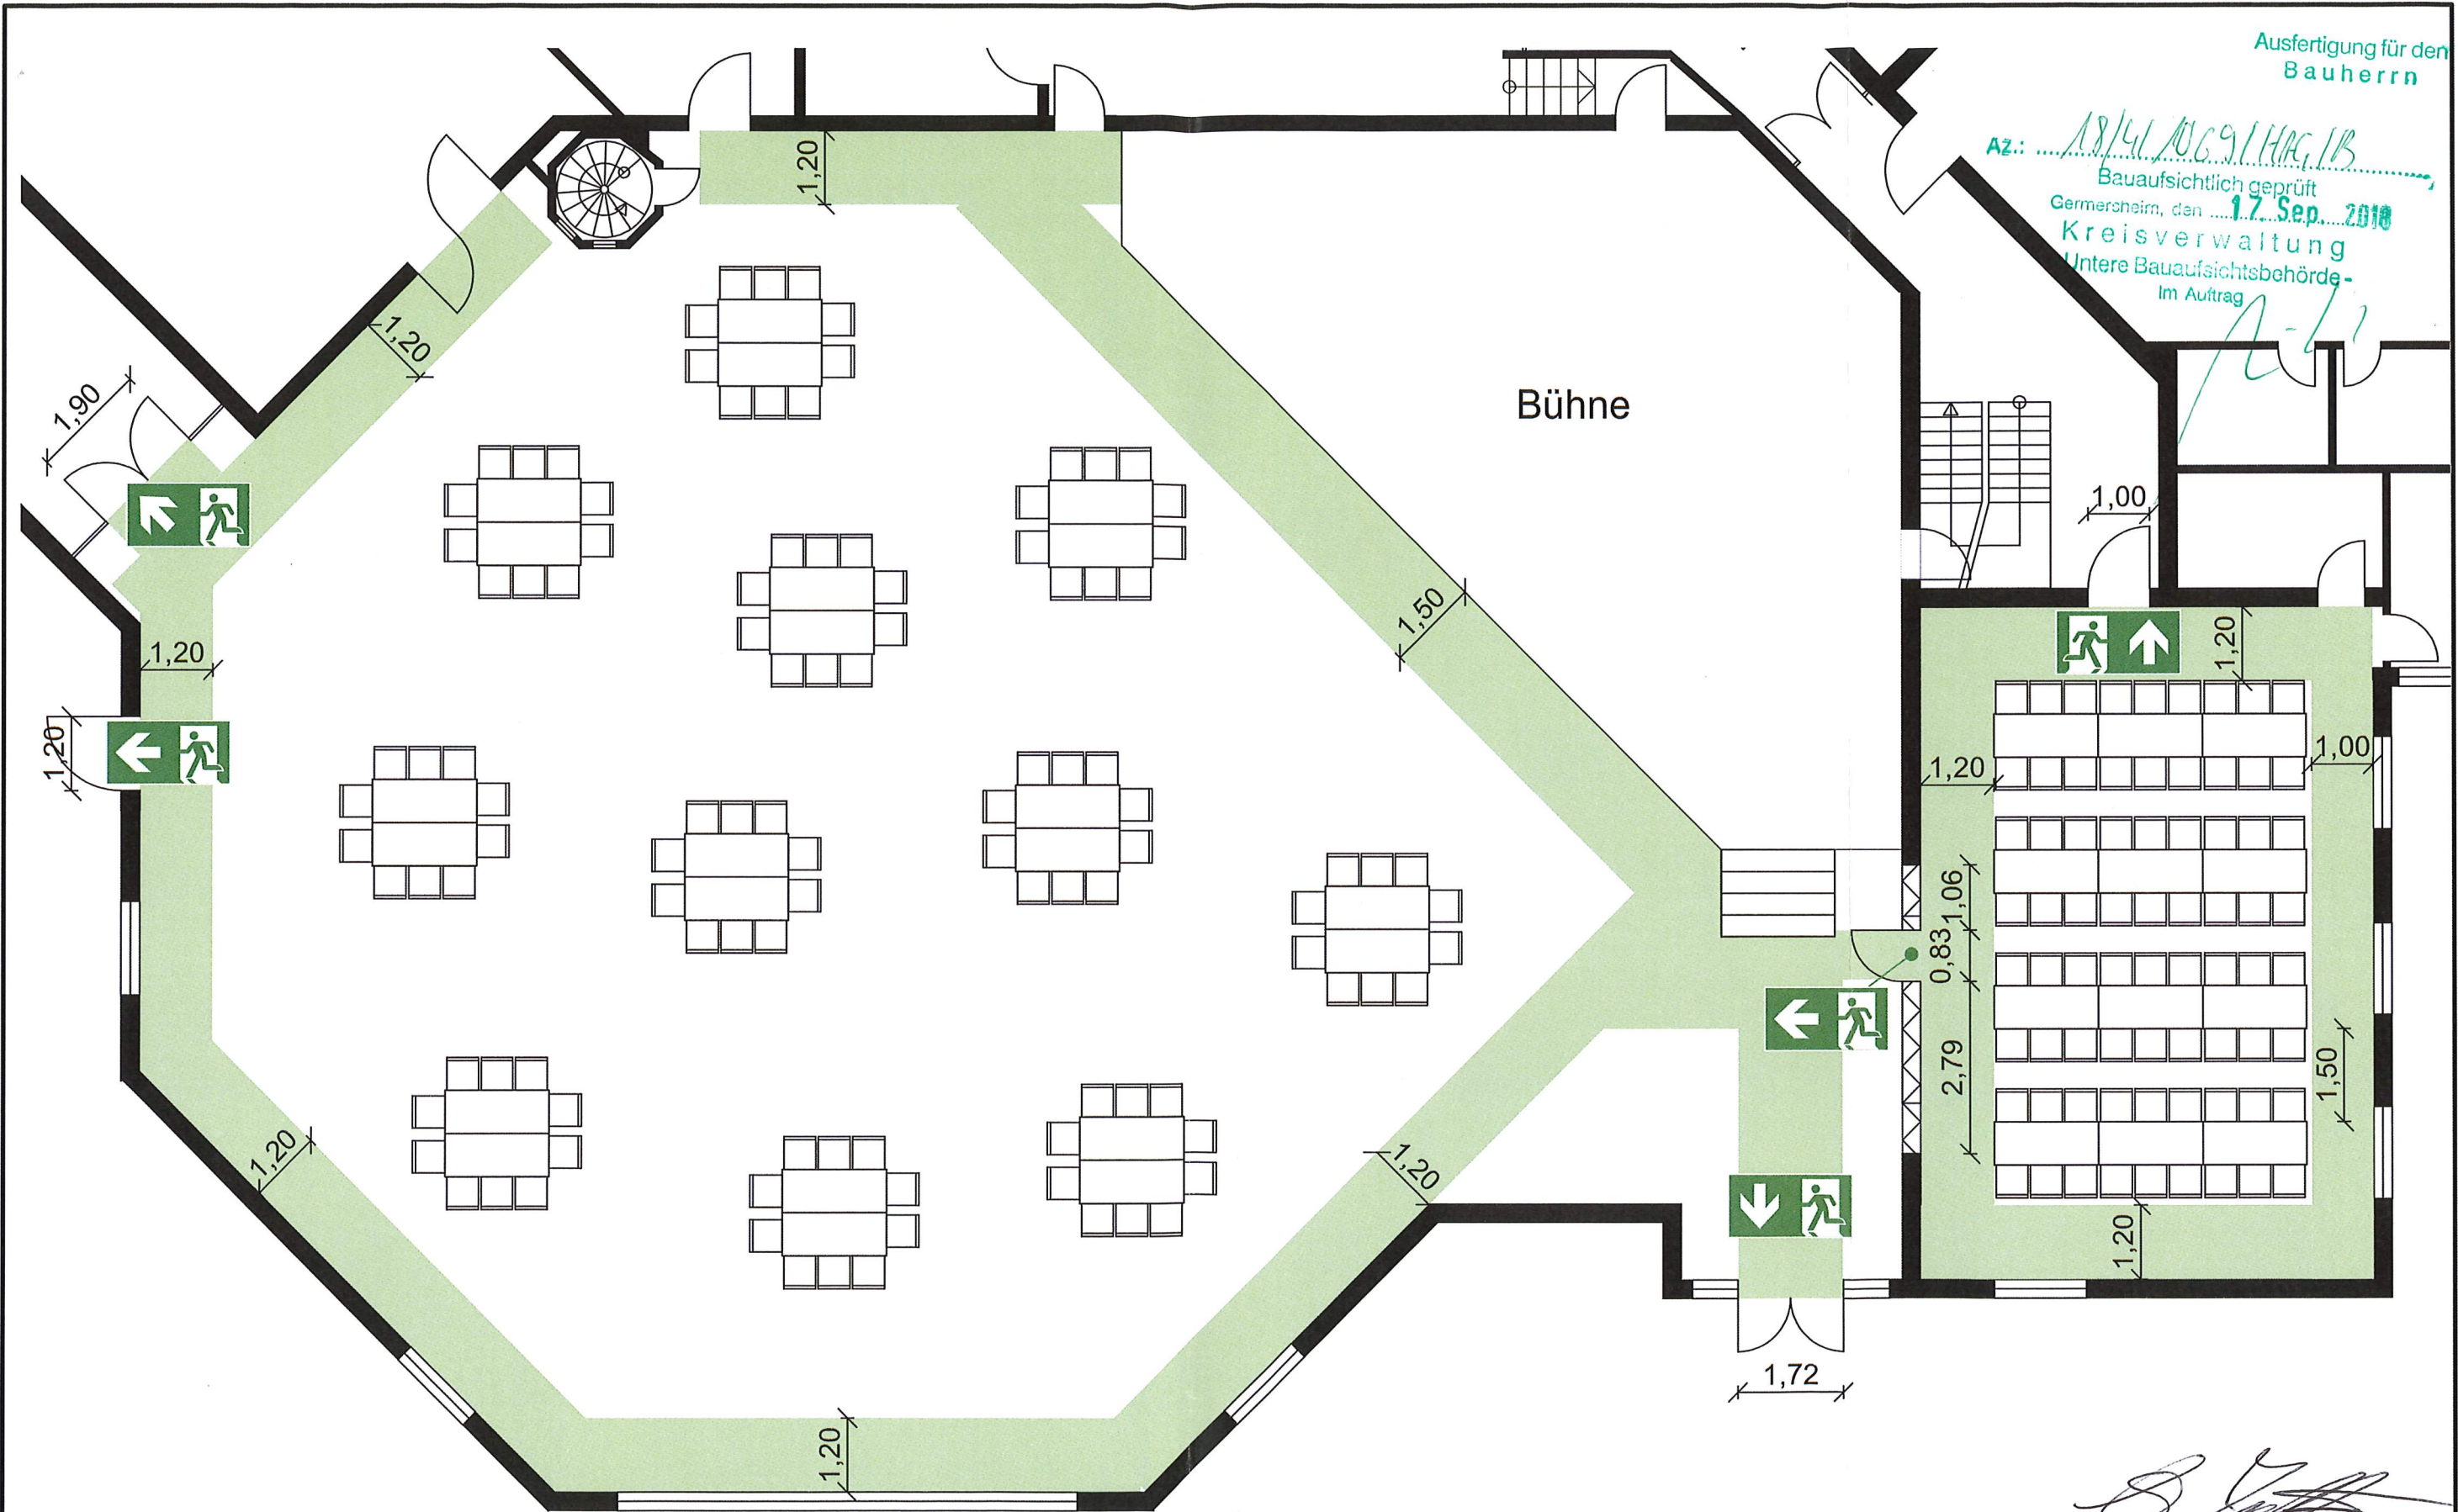 Ausfertigung für den
Bauherrn
Az.:
Bauaufsichtlich geprüft
Germersheim, den 17. Sep. 2018
Kreisverwaltung
Untere Bauaufsichtsbehörde-
Im Auftrag
1,20
1,20
1,90
Bühne
1,00
1,50
1,20
1,20
1,20
1,20
1,00
1,06
0,83
2,79
1,50
1,20
1,20
1,20
1,72
1,20